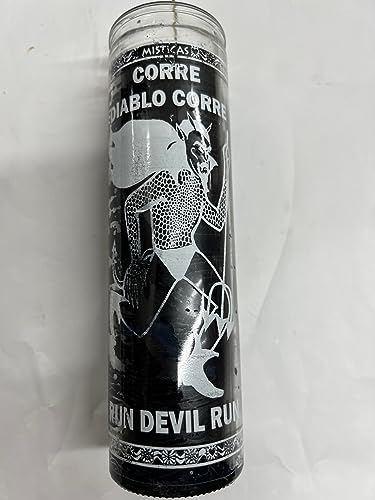 MISTICAS
CORRE
DIABLO CORRE
RUN DEVIL RUN